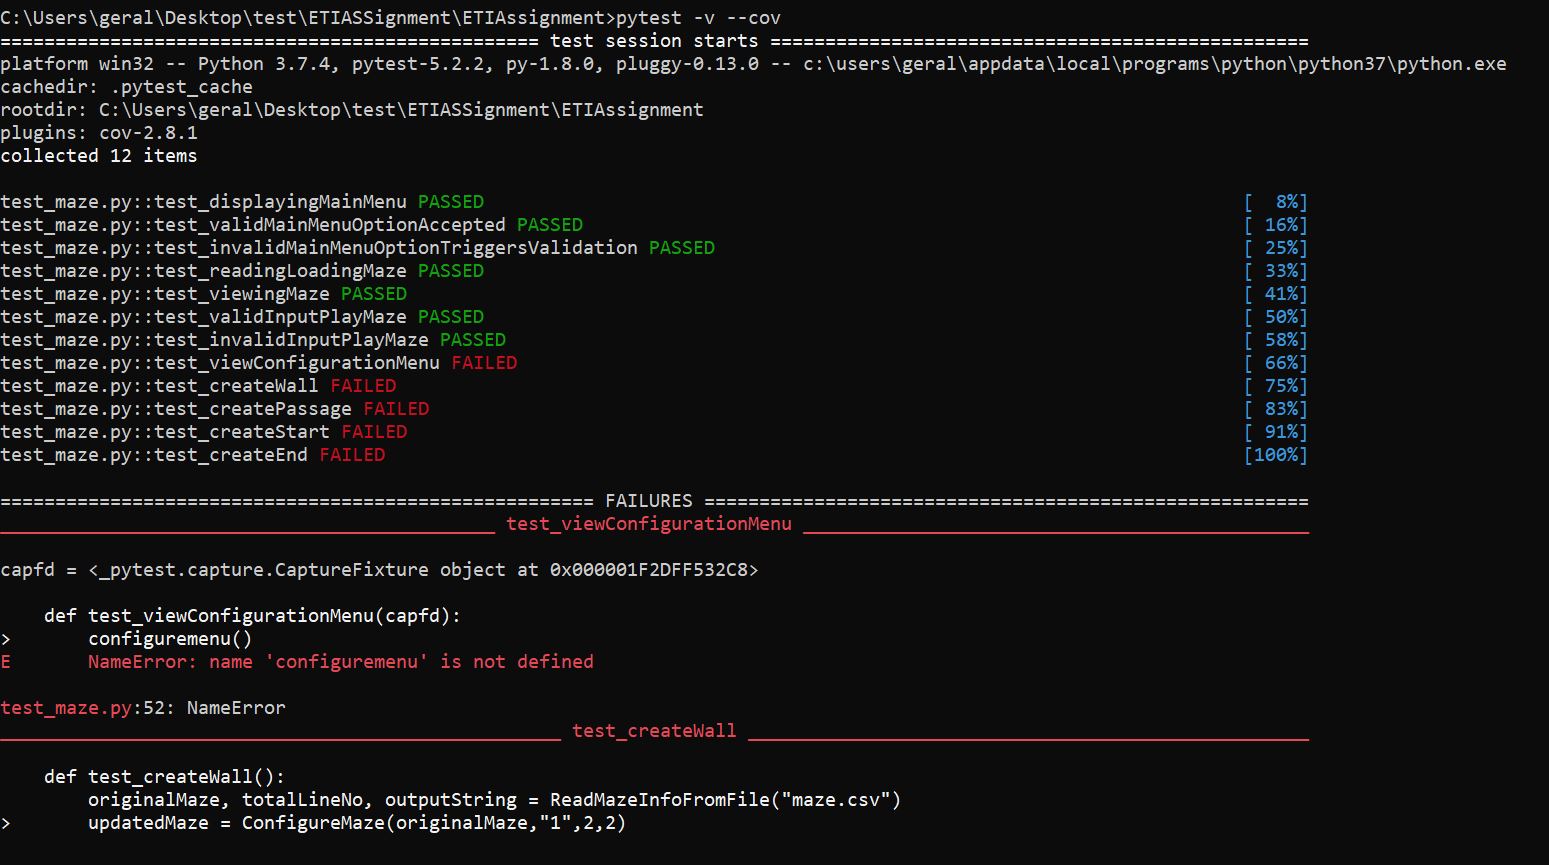 C:\Users\geral\Desktop\test\ETIASSignment\ETIAssignment>pytest -v --cov
================================================= test session starts =================================================
platform win32 -- Python 3.7.4, pytest-5.2.2, py-1.8.0, pluggy-0.13.0 -- c:\users\geral\appdata\local\programs\python\python37\python.exe
cachedir: .pytest_cache
rootdir: C:\Users\geral\Desktop\test\ETIASSignment\ETIAssignment
plugins: cov-2.8.1
collected 12 items
test_maze.py::test_displayingMainMenu PASSED [  8%]
test_maze.py::test_validMainMenuOptionAccepted PASSED [ 16%]
test_maze.py::test_invalidMainMenuOptionTriggersValidation PASSED [ 25%]
test_maze.py::test_readingLoadingMaze PASSED [ 33%]
test_maze.py::test_viewingMaze PASSED [ 41%]
test_maze.py::test_validInputPlayMaze PASSED [ 50%]
test_maze.py::test_invalidInputPlayMaze PASSED [ 58%]
test_maze.py::test_viewConfigurationMenu FAILED [ 66%]
test_maze.py::test_createWall FAILED [ 75%]
test_maze.py::test_createPassage FAILED [ 83%]
test_maze.py::test_createStart FAILED [ 91%]
test_maze.py::test_createEnd FAILED [100%]
====================================================== FAILURES =======================================================
_____________________________________________ test_viewConfigurationMenu ______________________________________________
capfd = <_pytest.capture.CaptureFixture object at 0x000001F2DFF532C8>
    def test_viewConfigurationMenu(capfd):
>       configuremenu()
E       NameError: name 'configuremenu' is not defined
test_maze.py:52: NameError
___________________________________________________ test_createWall ___________________________________________________
    def test_createWall():
        originalMaze, totalLineNo, outputString = ReadMazeInfoFromFile("maze.csv")
>       updatedMaze = ConfigureMaze(originalMaze,"1",2,2)